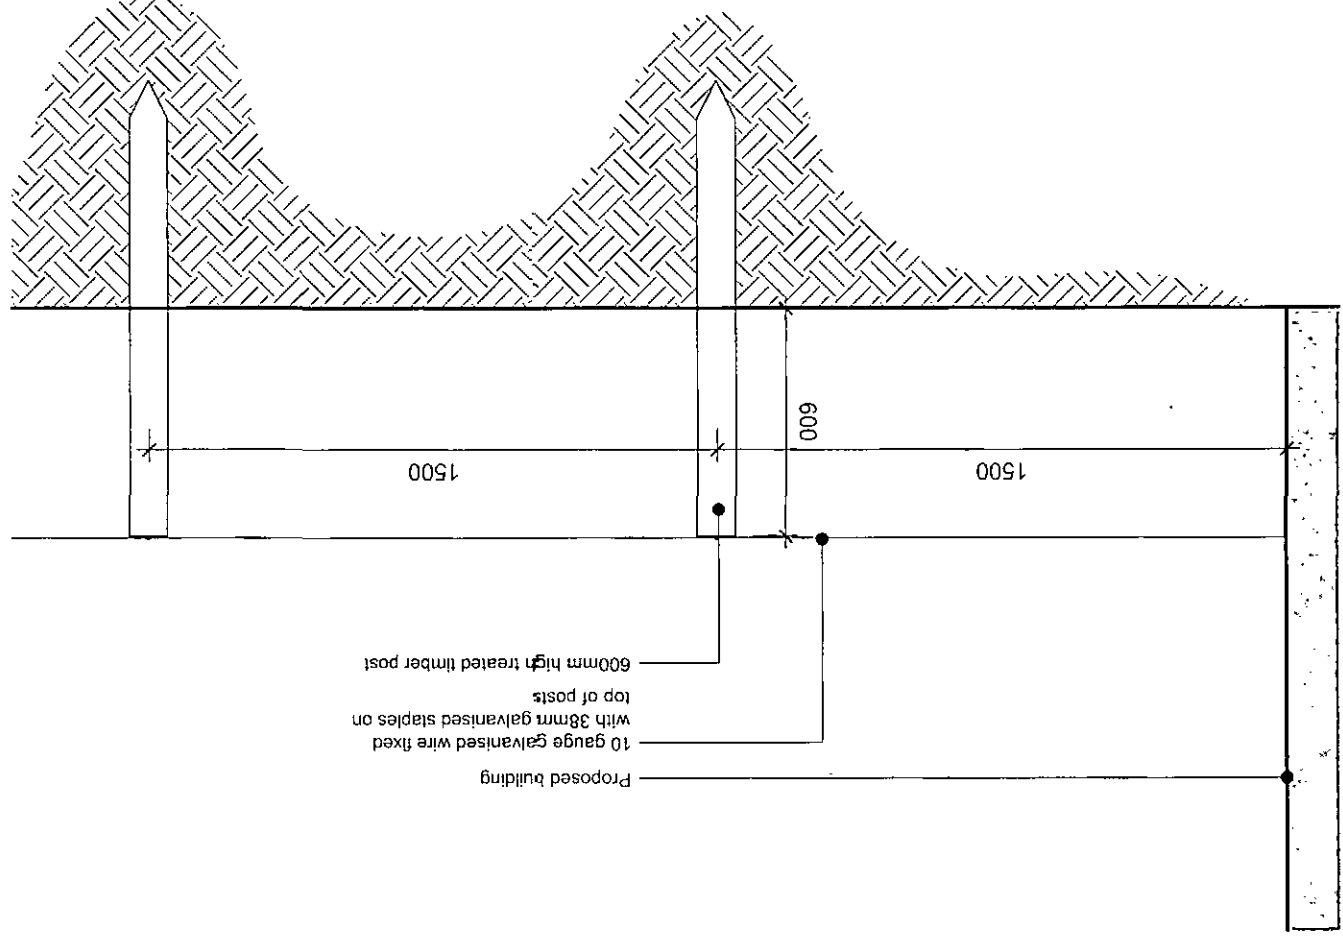 Proposed building
10 gauge galvanised wire fixed
with 38mm galvanised staples on
top of posts
600mm high treated timber post
1500
1500
600